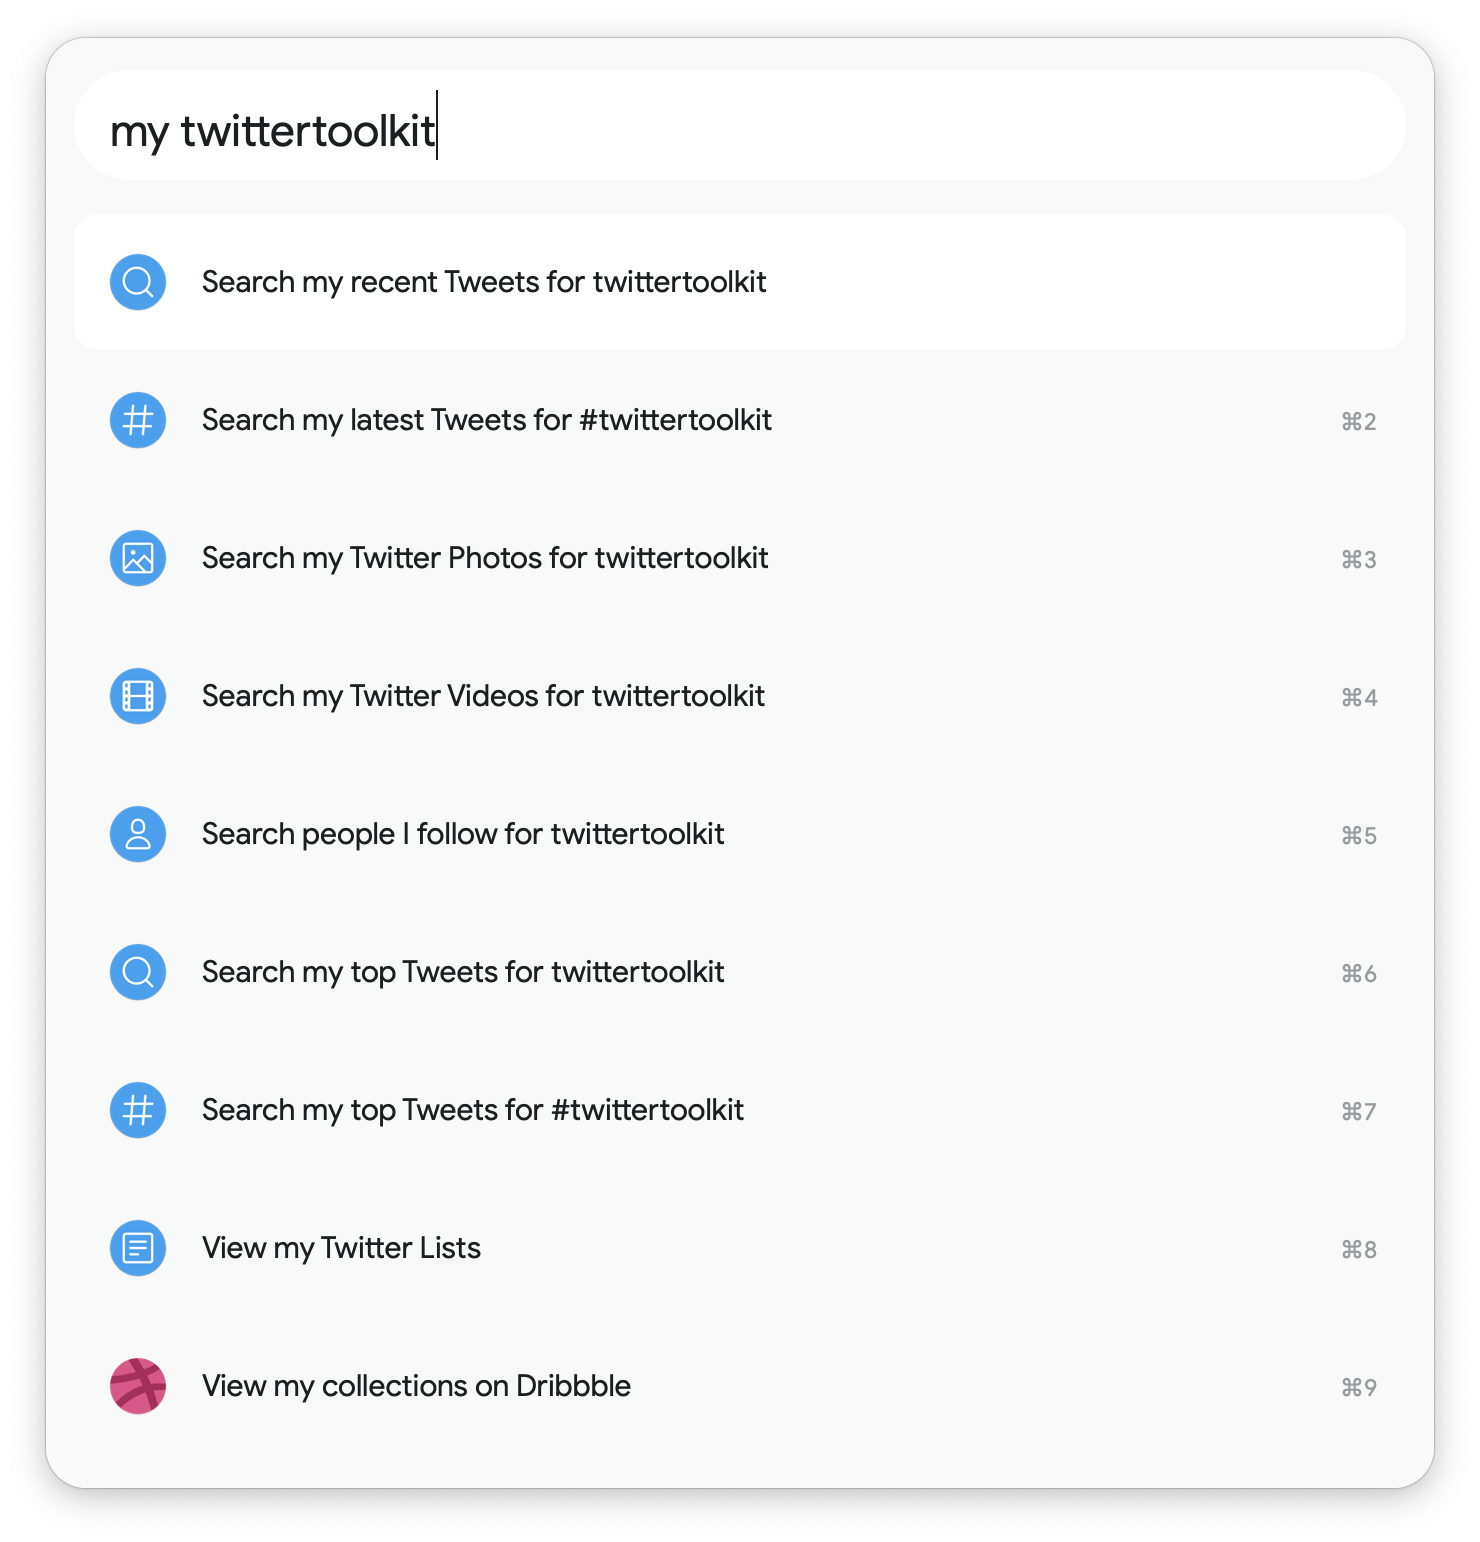 my twittertoolkit
Search my recent Tweets for twittertoolkit
Search my latest Tweets for #twittertoolkit ⌘2
Search my Twitter Photos for twittertoolkit ⌘3
Search my Twitter Videos for twittertoolkit ⌘4
Search people I follow for twittertoolkit ⌘5
Search my top Tweets for twittertoolkit ⌘6
Search my top Tweets for #twittertoolkit ⌘7
View my Twitter Lists ⌘8
View my collections on Dribbble ⌘9